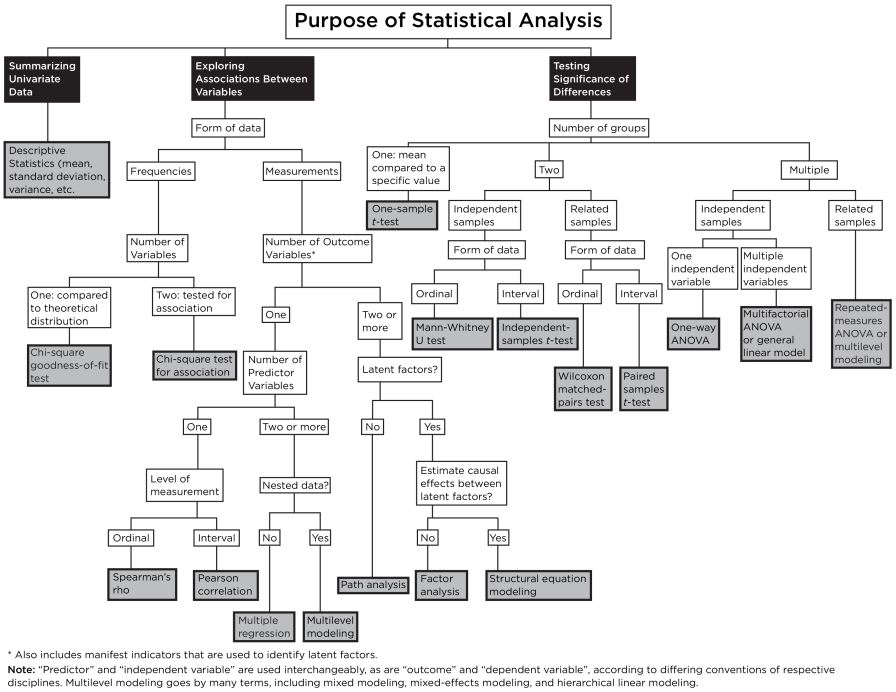 Purpose of Statistical Analysis
Summarizing
Univariate
Data
Exploring
Associations Between
Variables
Testing
Significance of
Differences
Descriptive
Statistics (mean,
standard deviation,
variance, etc.
Form of data
Number of groups
Frequencies
Measurements
One: mean
compared to a
specific value
Two
Multiple
One-sample
t-test
Independent
samples
Related
samples
Independent
samples
Related
samples
Number of
Variables
Number of Outcome
Variables*
Form of data
Form of data
One
independent
variable
Multiple
independent
variables
One: compared
to theoretical
distribution
Two: tested for
association
One
Two or
more
Ordinal
Interval
Ordinal
Interval
Chi-square
goodness-of-fit
test
Chi-square test
for association
Number of
Predictor
Variables
Latent factors?
Mann-Whitney
U test
Independent-
samples t-test
Wilcoxon
matched-
pairs test
Paired
samples
t-test
One-way
ANOVA
Multifactorial
ANOVA
or general
linear model
Repeated-
measures
ANOVA or
multilevel
modeling
One
Two or more
No
Yes
Level of
measurement
Nested data?
Estimate causal
effects between
latent factors?
Ordinal
Interval
No
Yes
No
Yes
Spearman's
rho
Pearson
correlation
Multiple
regression
Multilevel
modeling
Path analysis
Factor
analysis
Structural equation
modeling
* Also includes manifest indicators that are used to identify latent factors.
Note: “Predictor” and “independent variable” are used interchangeably, as are “outcome” and “dependent variable”, according to differing conventions of respective
disciplines. Multilevel modeling goes by many terms, including mixed modeling, mixed-effects modeling, and hierarchical linear modeling.